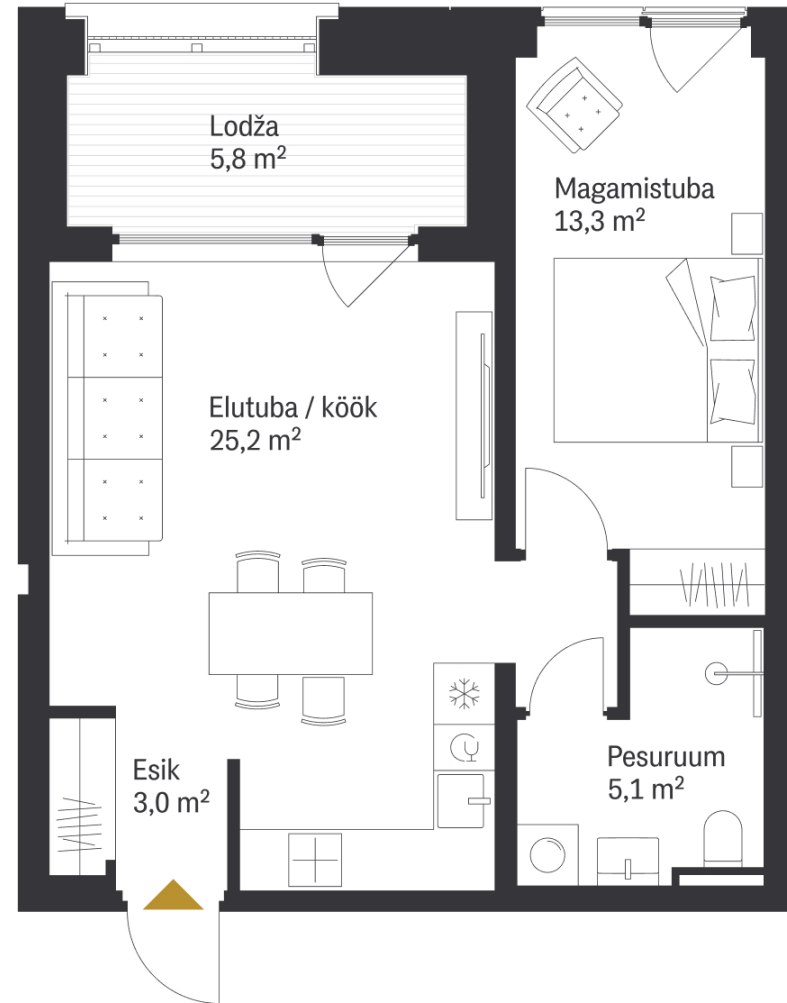 Lodža
5,8 m²
Magamistuba
13,3 m²
Elutuba / köök
25,2 m²
Esik
3,0 m²
Pesuruum
5,1 m²